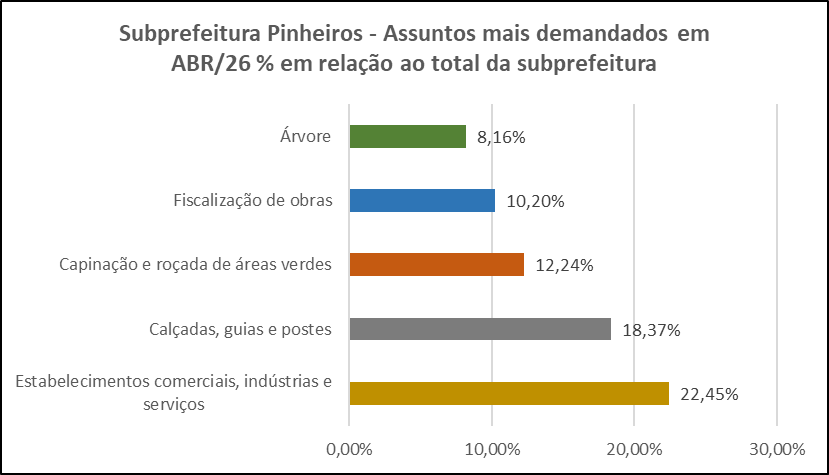 Subprefeitura Pinheiros - Assuntos mais demandados em
ABR/26 % em relação ao total da subprefeitura
Árvore
8,16%
Fiscalização de obras
10,20%
Capinação e roçada de áreas verdes
12,24%
Calçadas, guias e postes
18,37%
Estabelecimentos comerciais, indústrias e
serviços
22,45%
0,00%
10,00%
20,00%
30,00%